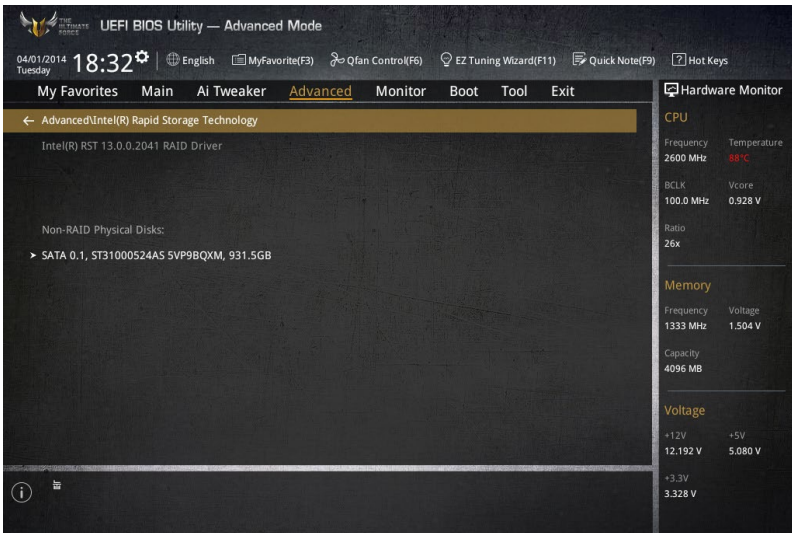 THE
ULTIMATE
FORCE
UEFI BIOS Utility — Advanced Mode
04/01/2014
Tuesday
18:32
English
MyFavorite(F3)
Qfan Control(F6)
EZ Tuning Wizard(F11)
Quick Note(F9)
? Hot Keys
My Favorites Main Ai Tweaker Advanced Monitor Boot Tool Exit
Hardware Monitor
← Advanced\Intel(R) Rapid Storage Technology
Intel(R) RST 13.0.0.2041 RAID Driver
Non-RAID Physical Disks:
➤ SATA 0.1, ST31000524AS 5VP9BQXM, 931.5GB
CPU
Frequency Temperature
2600 MHz 88°C
BCLK Vcore
100.0 MHz 0.928 V
Ratio
26x
Memory
Frequency Voltage
1333 MHz 1.504 V
Capacity
4096 MB
Voltage
+12V +5V
12.192 V 5.080 V
+3.3V
3.328 V